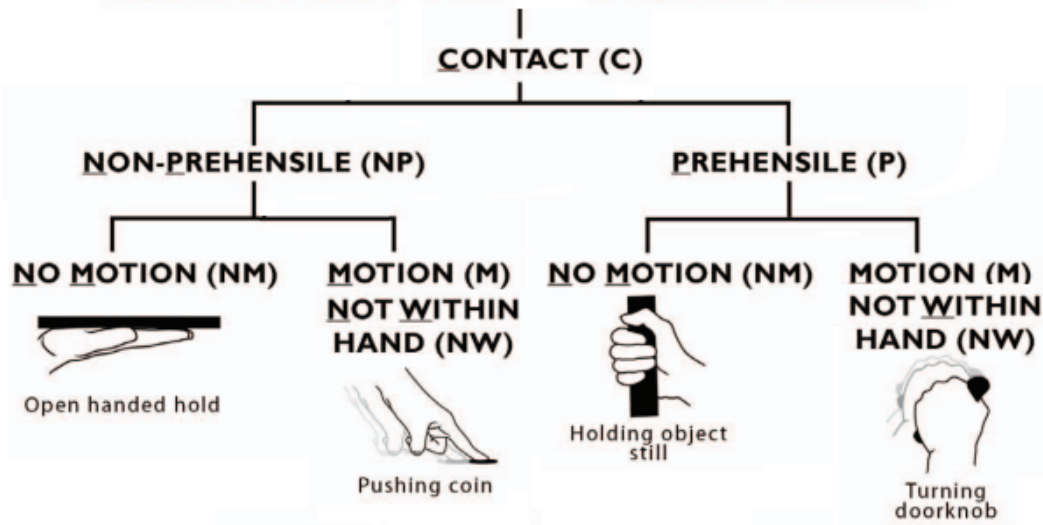 CONTACT (C)
NON-PREHENSILE (NP)
PREHENSILE (P)
NO MOTION (NM)
MOTION (M)
NOT WITHIN
HAND (NW)
NO MOTION (NM)
MOTION (M)
NOT WITHIN
HAND (NW)
Open handed hold
Pushing coin
Holding object
still
Turning
doorknob